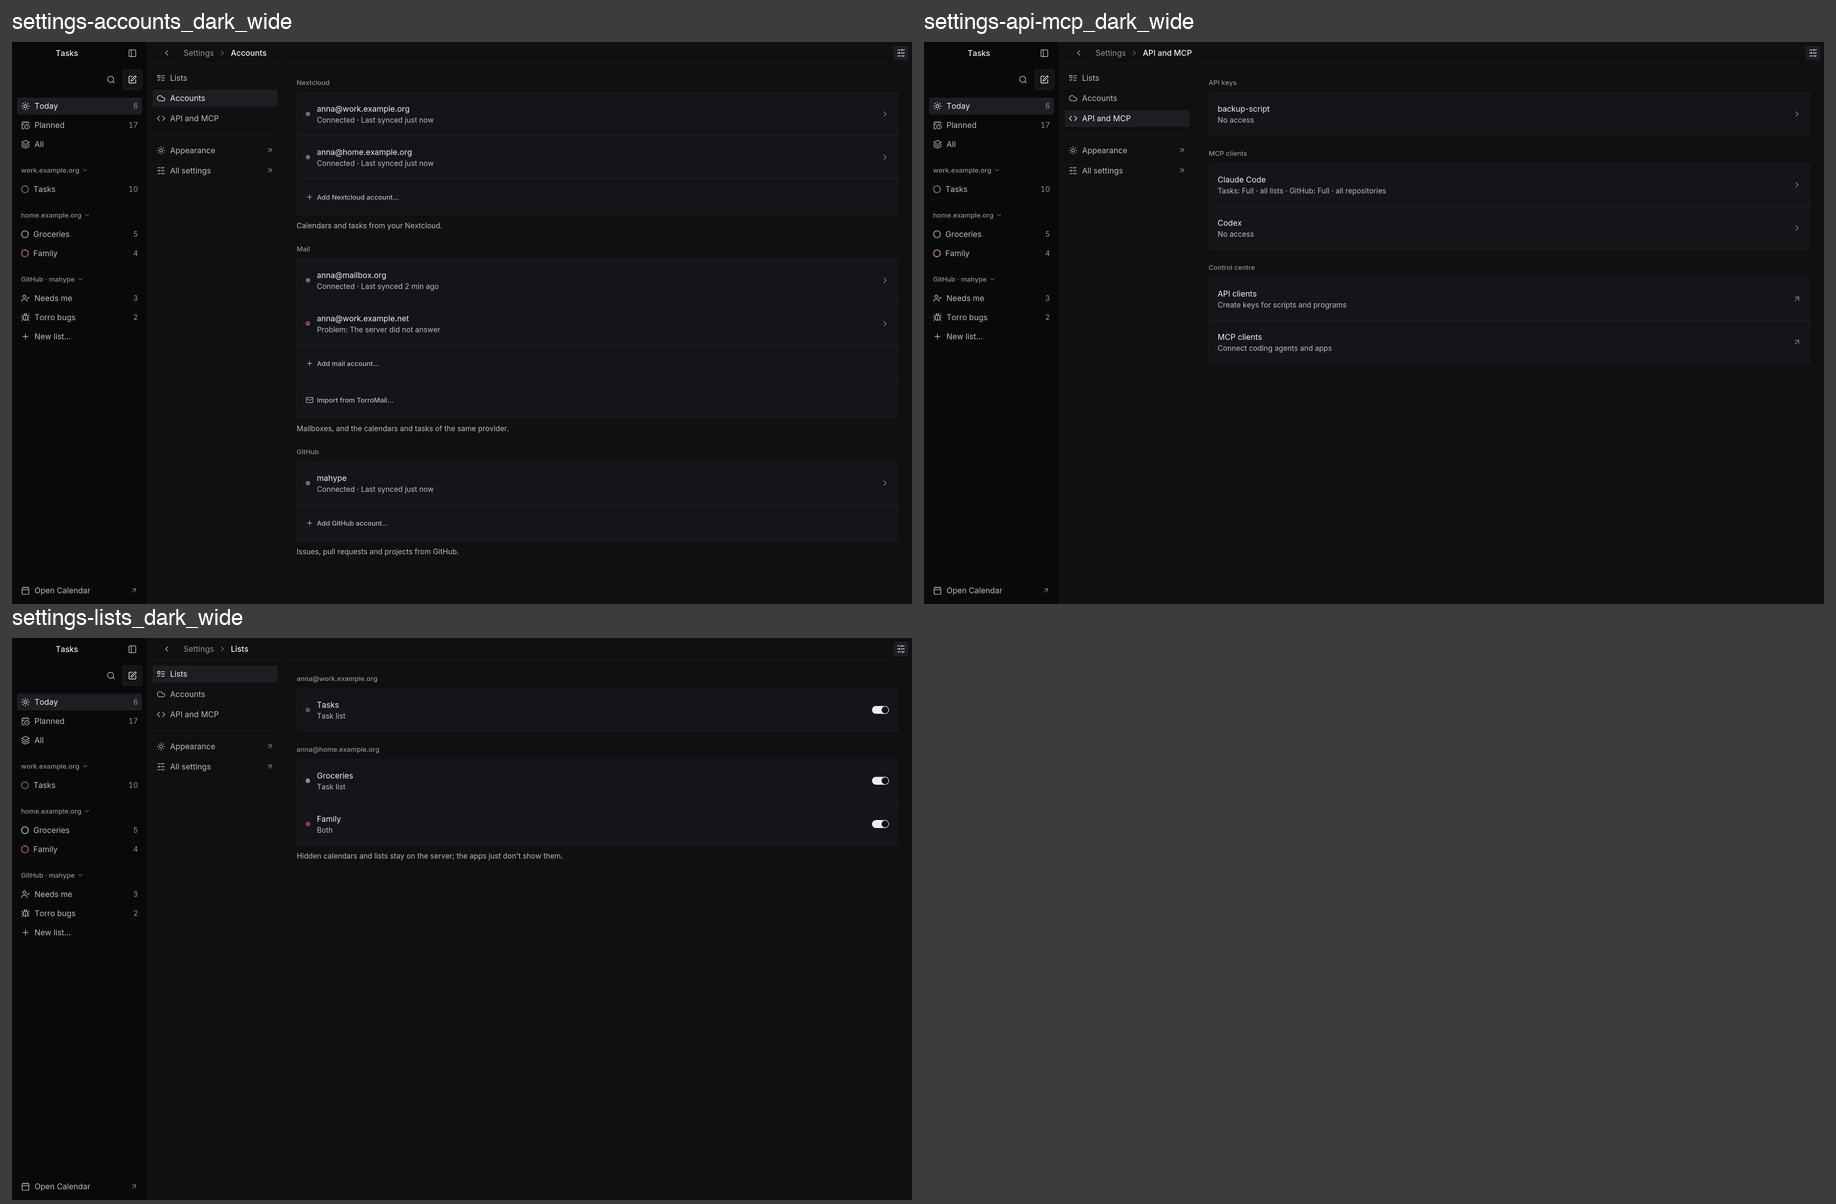 settings-accounts_dark_wide
Tasks
Settings > Accounts
Today 6
Planned 17
All
work.example.org
Tasks 10
home.example.org
Groceries 5
Family 4
GitHub · mahype
Needs me 3
Torro bugs 2
New list...
Open Calendar
Lists
Accounts
API and MCP
Appearance
All settings
Nextcloud
anna@work.example.org
Connected · Last synced just now
anna@home.example.org
Connected · Last synced just now
Add Nextcloud account...
Calendars and tasks from your Nextcloud.
Mail
anna@mailbox.org
Connected · Last synced 2 min ago
anna@work.example.net
Problem: The server did not answer
Add mail account...
Import from TorroMail...
Mailboxes, and the calendars and tasks of the same provider.
GitHub
mahype
Connected · Last synced just now
Add GitHub account...
Issues, pull requests and projects from GitHub.
settings-api-mcp_dark_wide
Tasks
Settings > API and MCP
Today 6
Planned 17
All
work.example.org
Tasks 10
home.example.org
Groceries 5
Family 4
GitHub · mahype
Needs me 3
Torro bugs 2
New list...
Open Calendar
Lists
Accounts
API and MCP
Appearance
All settings
API keys
backup-script
No access
MCP clients
Claude Code
Tasks: Full · all lists · GitHub: Full · all repositories
Codex
No access
Control centre
API clients
Create keys for scripts and programs
MCP clients
Connect coding agents and apps
settings-lists_dark_wide
Tasks
Settings > Lists
Today 6
Planned 17
All
work.example.org
Tasks 10
home.example.org
Groceries 5
Family 4
GitHub · mahype
Needs me 3
Torro bugs 2
New list...
Open Calendar
Lists
Accounts
API and MCP
Appearance
All settings
anna@work.example.org
Tasks
Task list
anna@home.example.org
Groceries
Task list
Family
Both
Hidden calendars and lists stay on the server; the apps just don't show them.